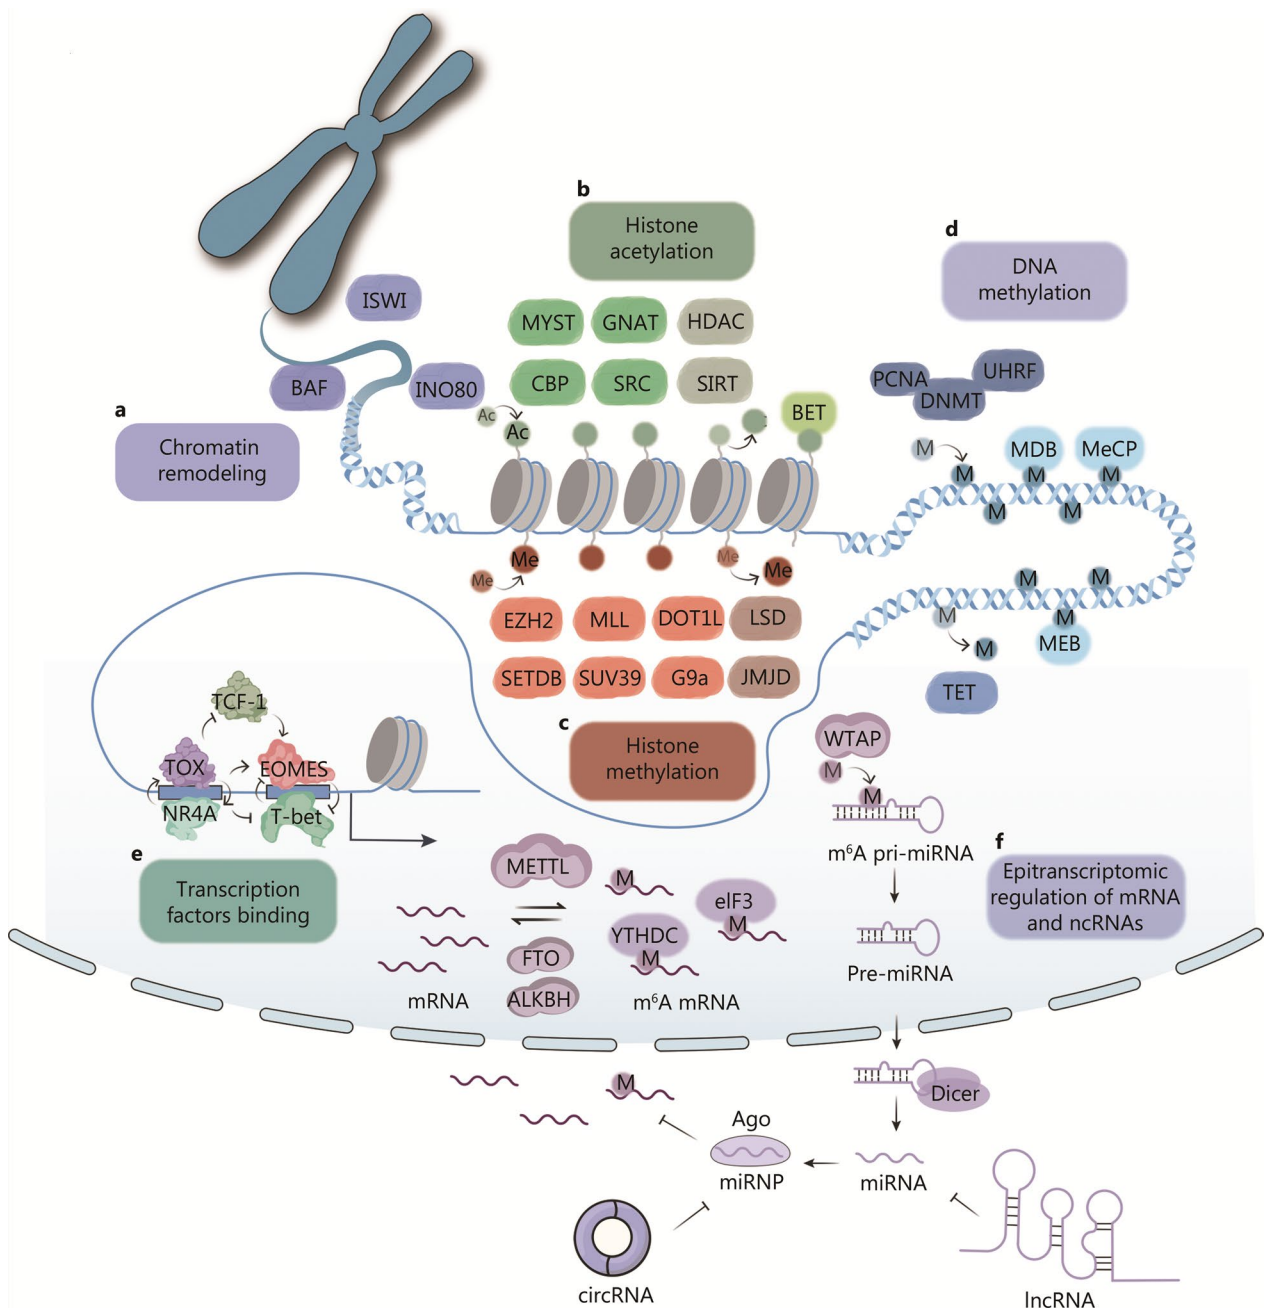 a
Chromatin
remodeling
ISWI
BAF
INO80
b
Histone
acetylation
MYST
GNAT
HDAC
CBP
SRC
SIRT
Ac
Ac
BET
d
DNA
methylation
PCNA
DNMT
UHRF
M
M
MDB
M
MeCP
M
M
M
M
M
M
M
MEB
M
TET
Me
Me
Me
Me
EZH2
MLL
DOT1L
LSD
SETDB
SUV39
G9a
JMJD
c
Histone
methylation
TCF-1
TOX
EOMES
NR4A
T-bet
e
Transcription
factors binding
WTAP
M
M
m⁶A pri-miRNA
Pre-miRNA
f
Epitranscriptomic
regulation of mRNA
and ncRNAs
METTL
FTO
ALKBH
mRNA
M
YTHDC
M
eIF3
M
m⁶A mRNA
M
Dicer
Ago
miRNP
miRNA
circRNA
lncRNA